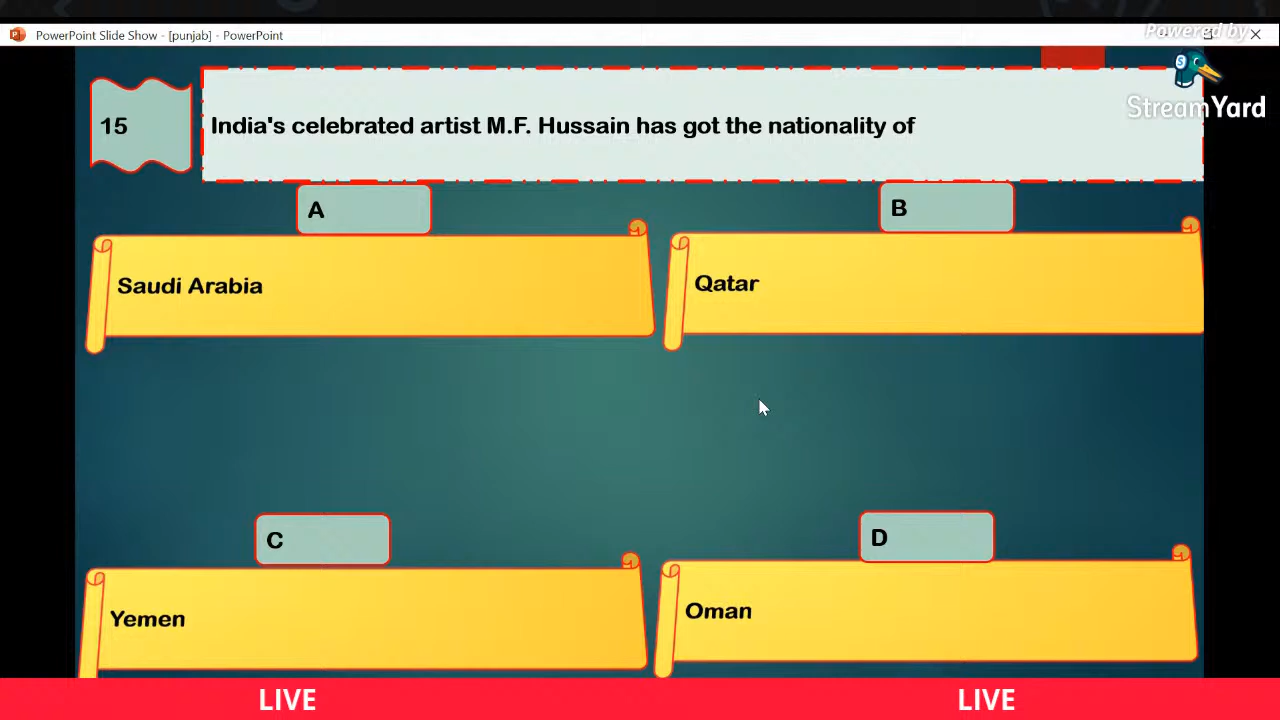 PowerPoint Slide Show - [punjab] - PowerPoint
Powered by
StreamYard
15
India's celebrated artist M.F. Hussain has got the nationality of
A
B
Saudi Arabia
Qatar
C
D
Yemen
Oman
LIVE
LIVE